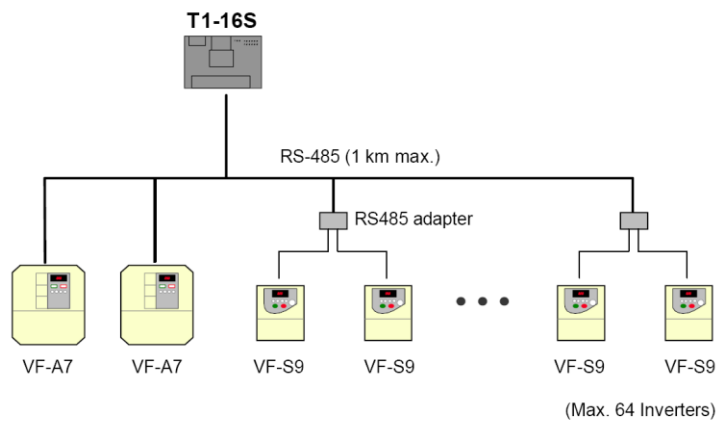 T1-16S
RS-485 (1 km max.)
RS485 adapter
VF-A7
VF-A7
VF-S9
VF-S9
VF-S9
VF-S9
(Max. 64 Inverters)